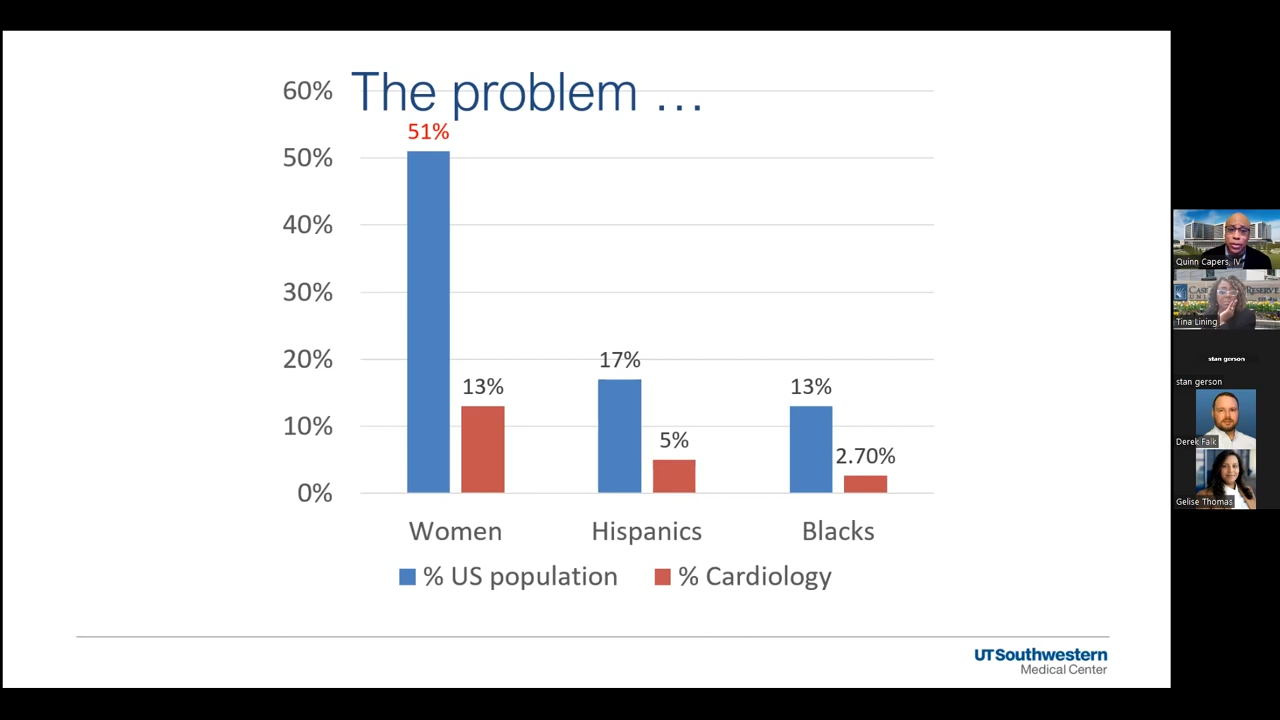 The problem …
60%
50%
40%
30%
20%
10%
0%
51%
13%
17%
5%
13%
2.70%
Women
Hispanics
Blacks
% US population
% Cardiology
UTSouthwestern
Medical Center
Quinn Capers, IV
Tina Lining
stan gerson
stan gerson
Derek Falk
Gelise Thomas